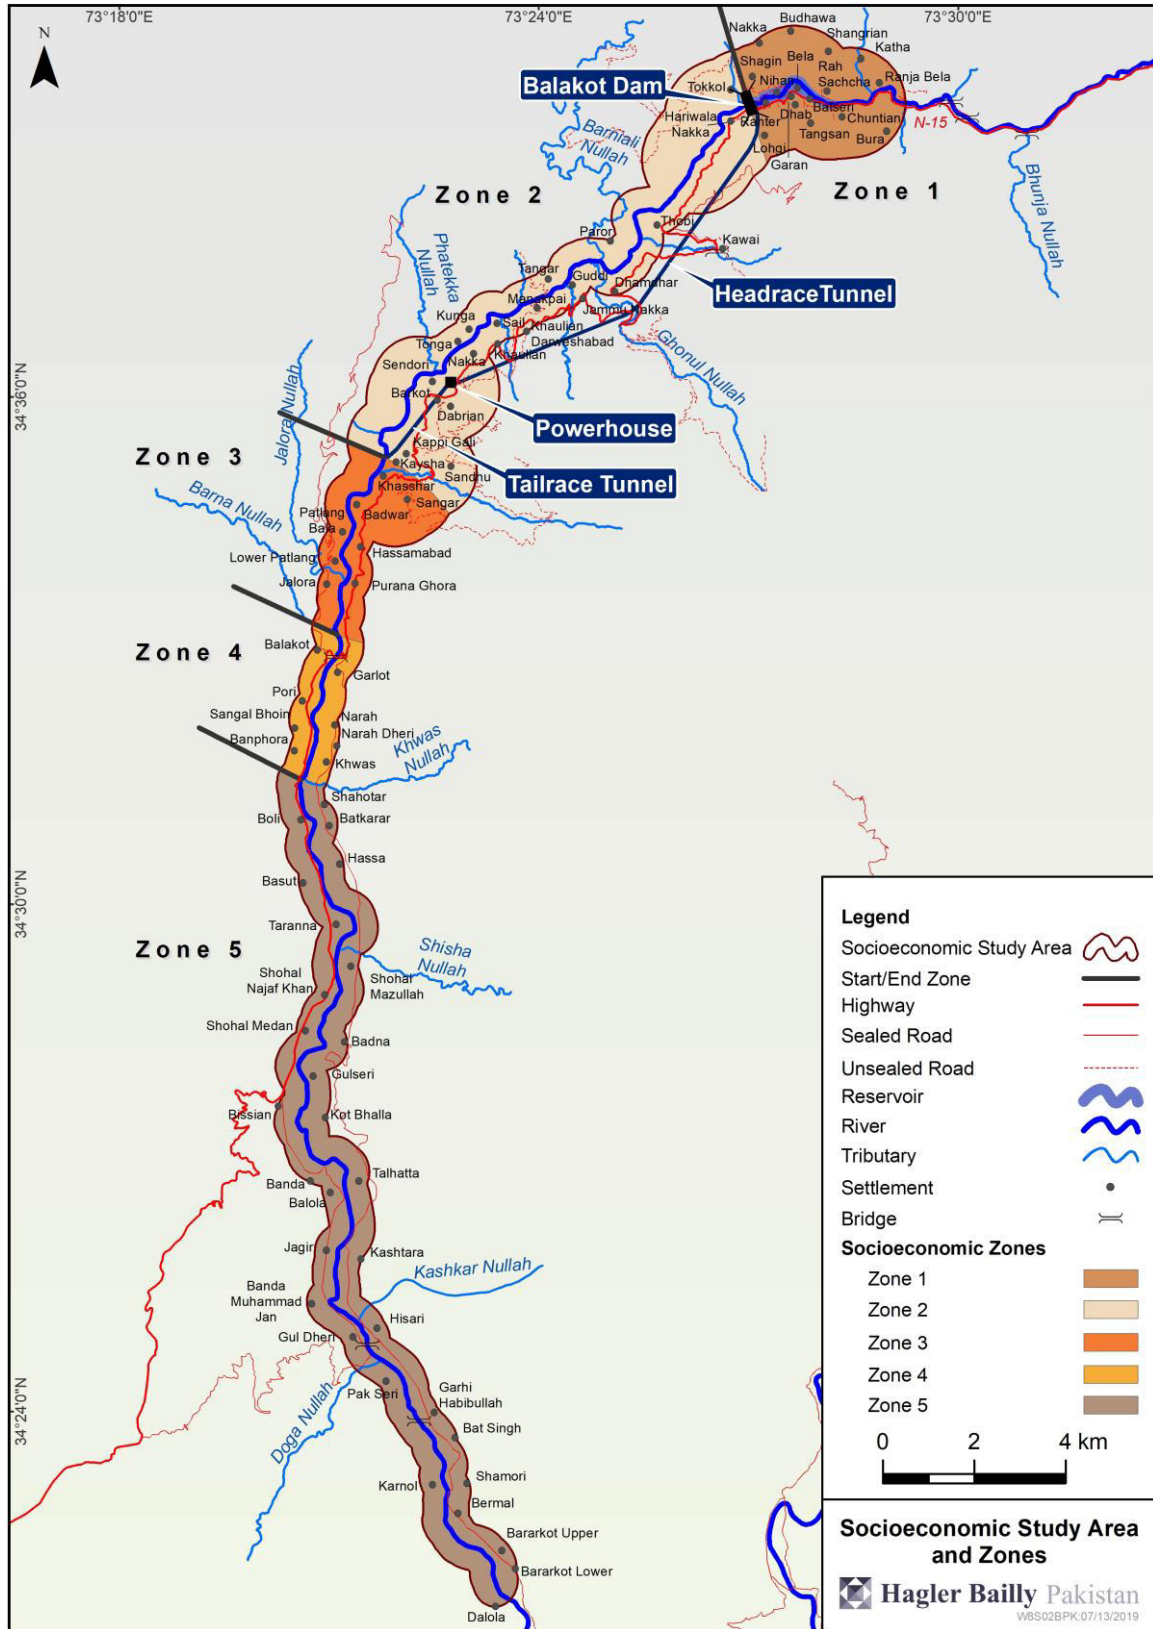 73°18'0"E
73°24'0"E
73°30'0"E
N
34°36'0"N
34°30'0"N
34°24'0"N
Budhawa
Nakka
Shangrian
Katha
Shagin
Bela
Rah
Balakot Dam
Tokkol
Nihan
Sachcha
Ranja Bela
Hariwala
Nakka
Ranter
Dhab
Balseri
Chuntian
N-15
Tangsan
Bura
Lohgi
Garan
Barniali
Nullah
Zone 2
Zone 1
Bhunja Nullah
Thobi
Paror
Kawai
Phatekka
Nullah
Tangar
Guddi
Dhamdhar
Headrace Tunnel
Manakpai
Jammu Nakka
Kunga
Sail
Khaulian
Darweshabad
Tonga
Nakka
Khaulian
Ghonul Nullah
Sendori
Barkot
Dabrian
Powerhouse
Jalora Nullah
Kappi Gali
Zone 3
Kaysha
Sandhu
Tailrace Tunnel
Khasshar
Sangar
Barna Nullah
Patlang
Bala
Badwar
Hassamabad
Lower Patlang
Jalora
Purana Ghora
Zone 4
Balakot
Garlot
Pori
Sangal Bhoin
Narah
Banphora
Narah Dheri
Khwas
Nullah
Khwas
Shahotar
Boli
Batkarar
Hassa
Basut
Taranna
Zone 5
Shisha
Nullah
Shohal
Najaf Khan
Shohal
Mazullah
Shohal Medan
Badna
Gulseri
Bissian
Kot Bhalla
Talhatta
Banda
Balola
Jagir
Kashtara
Kashkar Nullah
Banda
Muhammad
Jan
Hisari
Gul Dheri
Doga Nullah
Pak Seri
Garhi
Habibullah
Bat Singh
Karnol
Shamori
Bermal
Bararkot Upper
Bararkot Lower
Dalola
Legend
Socioeconomic Study Area
Start/End Zone
Highway
Sealed Road
Unsealed Road
Reservoir
River
Tributary
Settlement
Bridge
Socioeconomic Zones
Zone 1
Zone 2
Zone 3
Zone 4
Zone 5
0 2 4 km
Socioeconomic Study Area
and Zones
Hagler Bailly Pakistan
W8S02BPK:07/13/2019